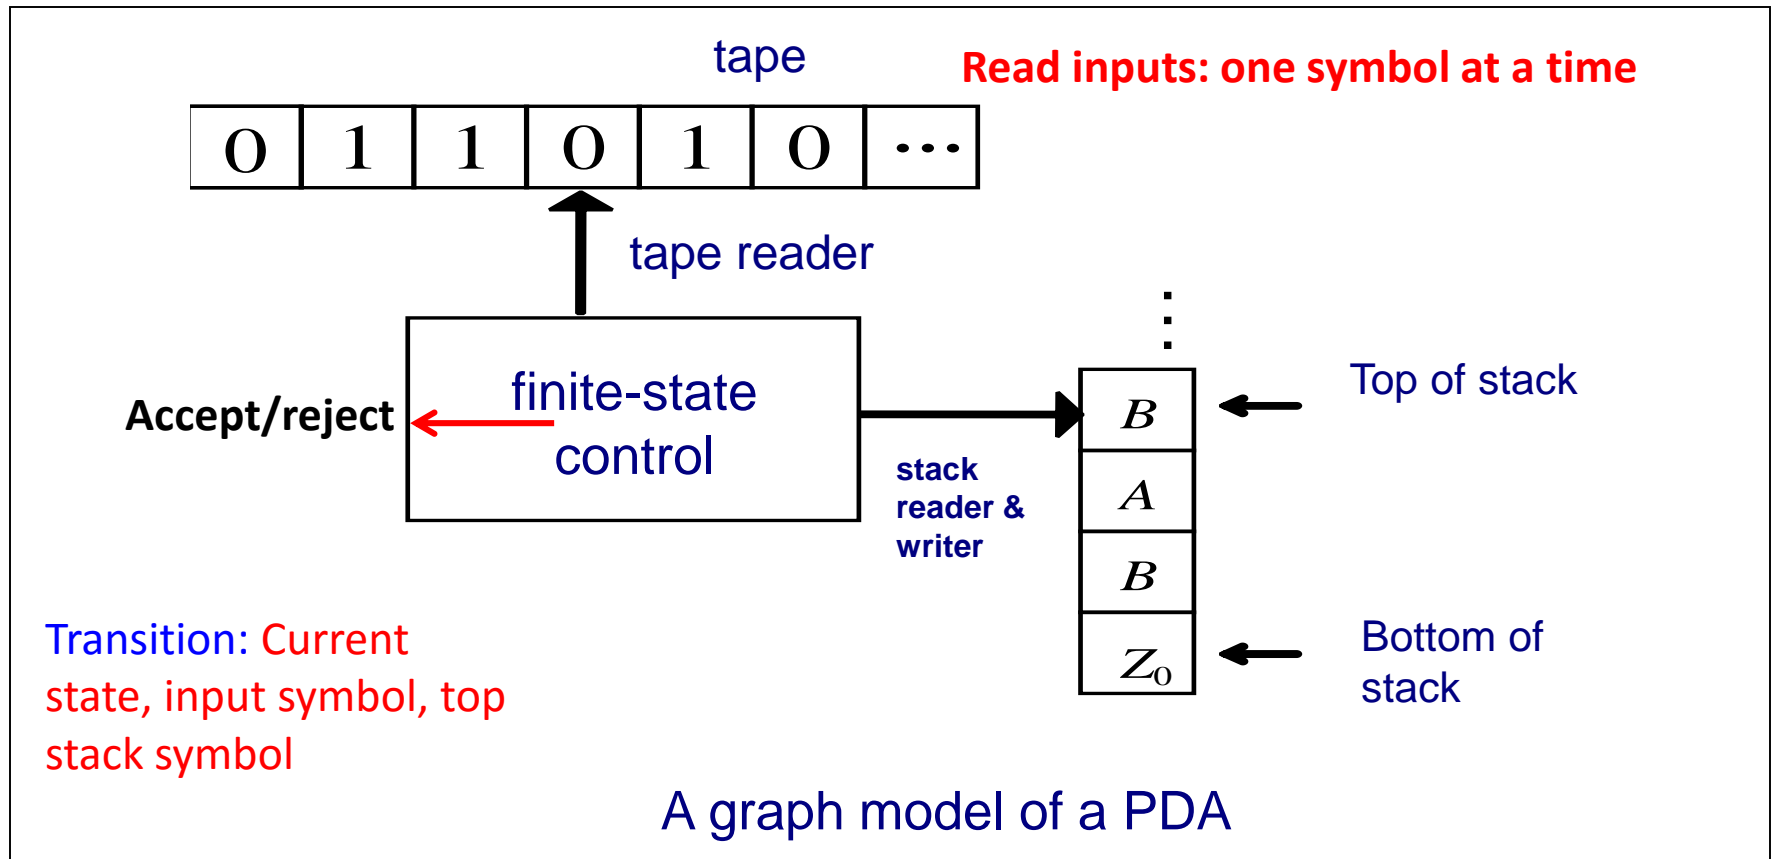 tape
Read inputs: one symbol at a time
0 1 1 0 1 0 ...
tape reader
finite-state
control
Accept/reject
stack
reader &
writer
⋮
B
A
B
Z₀
Top of stack
Bottom of
stack
Transition: Current
state, input symbol, top
stack symbol
A graph model of a PDA